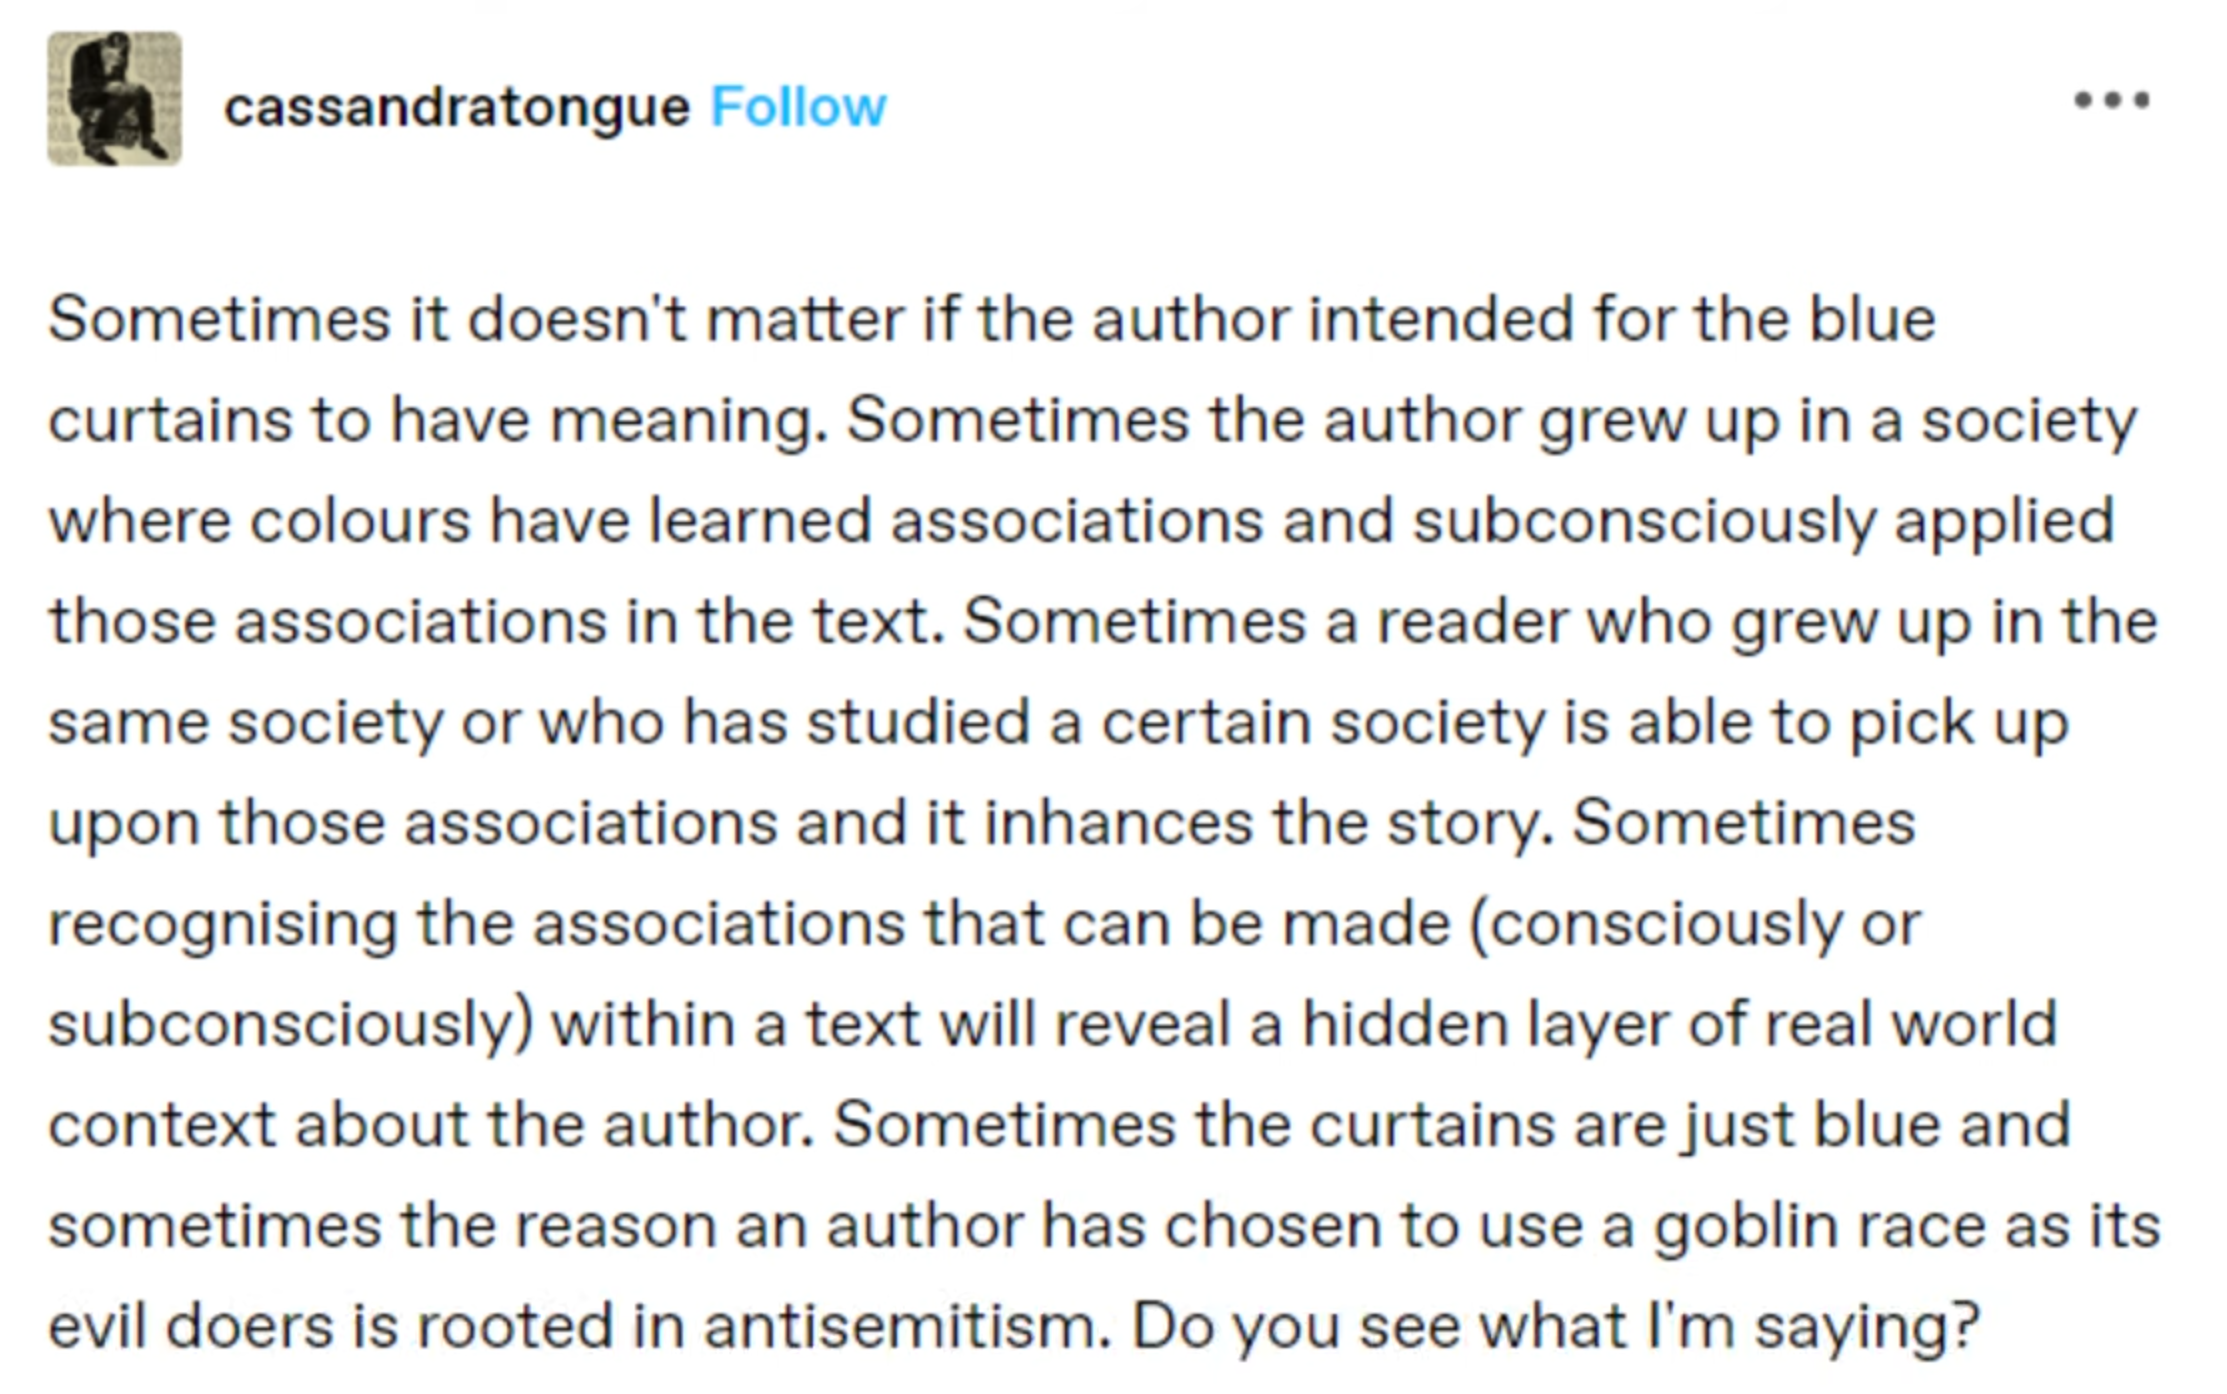 cassandratongue Follow
Sometimes it doesn't matter if the author intended for the blue
curtains to have meaning. Sometimes the author grew up in a society
where colours have learned associations and subconsciously applied
those associations in the text. Sometimes a reader who grew up in the
same society or who has studied a certain society is able to pick up
upon those associations and it inhances the story. Sometimes
recognising the associations that can be made (consciously or
subconsciously) within a text will reveal a hidden layer of real world
context about the author. Sometimes the curtains are just blue and
sometimes the reason an author has chosen to use a goblin race as its
evil doers is rooted in antisemitism. Do you see what I'm saying?